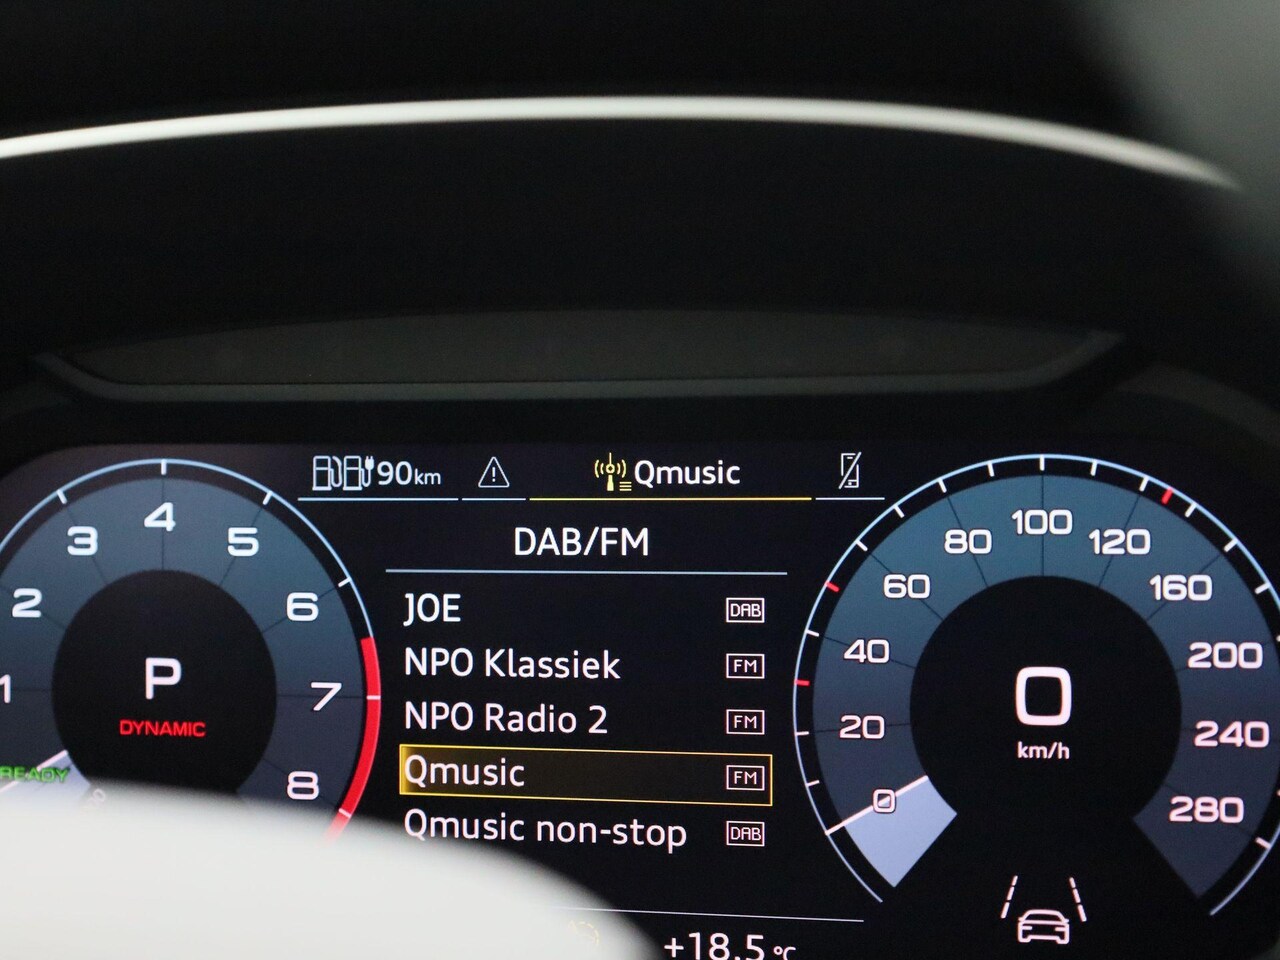 90 km
Qmusic
DAB/FM
JOE DAB
NPO Klassiek FM
NPO Radio 2 FM
Qmusic FM
Qmusic non-stop DAB
+18.5 °C
1
2
3
4
5
6
7
8
P
DYNAMIC
READY
0
20
40
60
80
100
120
160
200
240
280
0
km/h